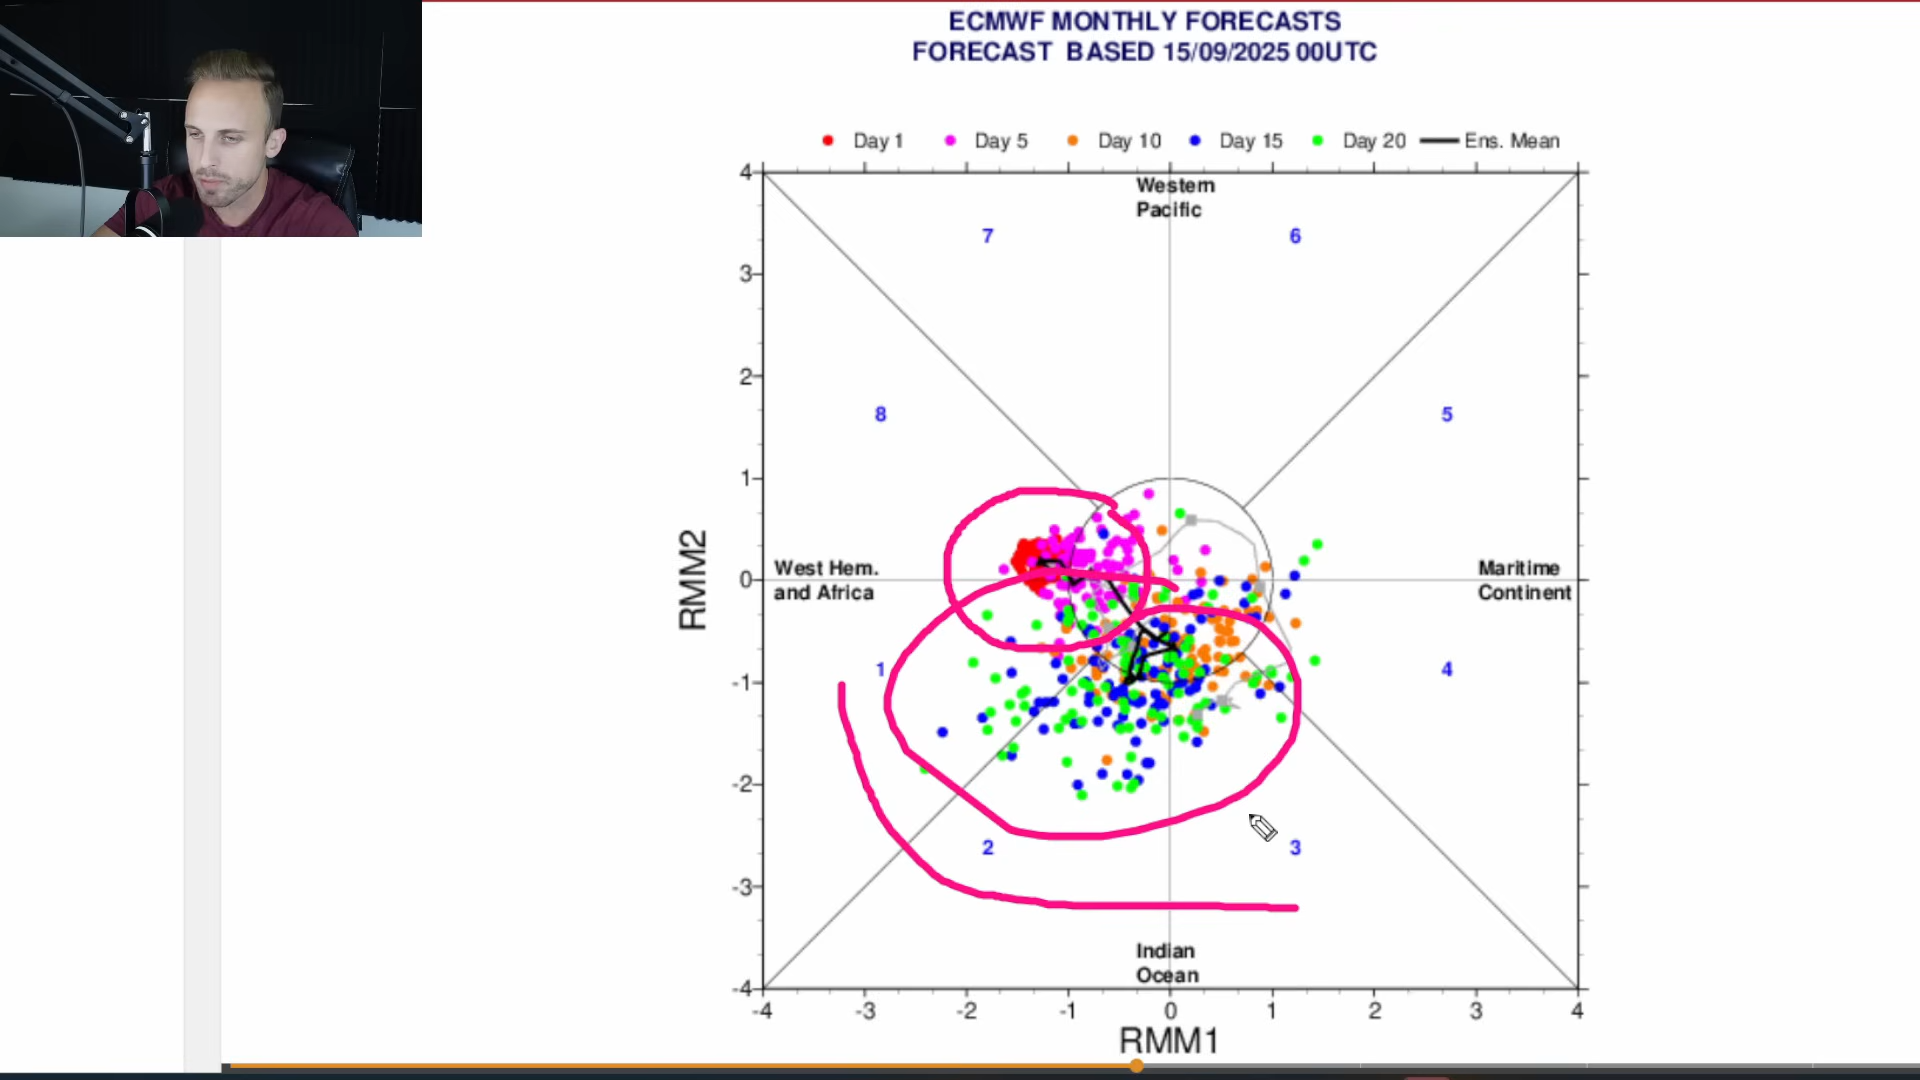 ECMWF MONTHLY FORECASTS
FORECAST BASED 15/09/2025 00UTC
Day 1 Day 5 Day 10 Day 15 Day 20 Ens. Mean
4
Western
Pacific
7 6
3
2
8 5
1
RMM2
0
West Hem.
and Africa
Maritime
Continent
1 4
-1
-2
2 3
-3
Indian
Ocean
-4
-4 -3 -2 -1 0 1 2 3 4
RMM1